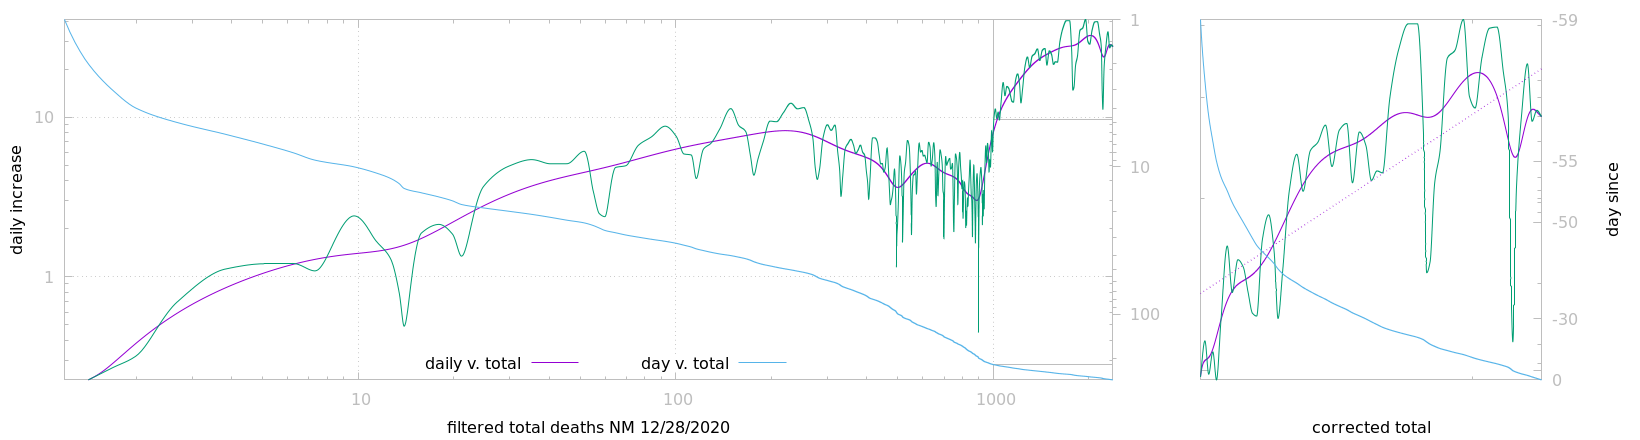 daily increase
10
1
daily v. total
day v. total
10
100
1000
filtered total deaths NM 12/28/2020
1
10
100
-59
-55
-50
-30
0
day since
corrected total